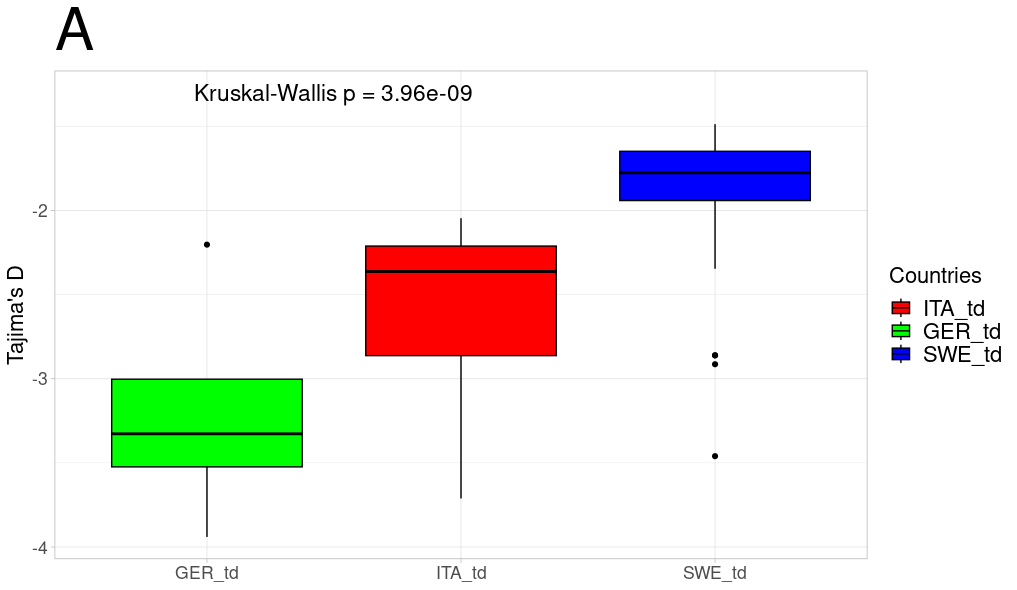 A
Kruskal-Wallis p = 3.96e-09
Tajima's D
-2
-3
-4
GER_td
ITA_td
SWE_td
Countries
ITA_td
GER_td
SWE_td